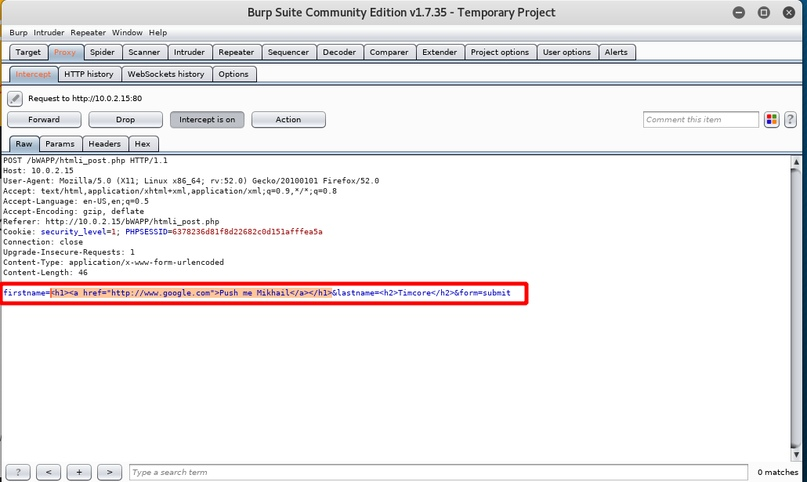 Burp Suite Community Edition v1.7.35 - Temporary Project
Burp Intruder Repeater Window Help
Target Proxy Spider Scanner Intruder Repeater Sequencer Decoder Comparer Extender Project options User options Alerts
Intercept HTTP history WebSockets history Options
Request to http://10.0.2.15:80
Forward Drop Intercept is on Action Comment this item ?
Raw Params Headers Hex
POST /bWAPP/htmli_post.php HTTP/1.1
Host: 10.0.2.15
User-Agent: Mozilla/5.0 (X11; Linux x86_64; rv:52.0) Gecko/20100101 Firefox/52.0
Accept: text/html,application/xhtml+xml,application/xml;q=0.9,*/*;q=0.8
Accept-Language: en-US,en;q=0.5
Accept-Encoding: gzip, deflate
Referer: http://10.0.2.15/bWAPP/htmli_post.php
Cookie: security_level=1; PHPSESSID=6378236d81f8d22682c0d151afffea5a
Connection: close
Upgrade-Insecure-Requests: 1
Content-Type: application/x-www-form-urlencoded
Content-Length: 46
firstname=<h1><a href="http://www.google.com">Push me Mikhail</a></h1>&lastname=<h2>Timcore</h2>&form=submit
? < + > Type a search term 0 matches